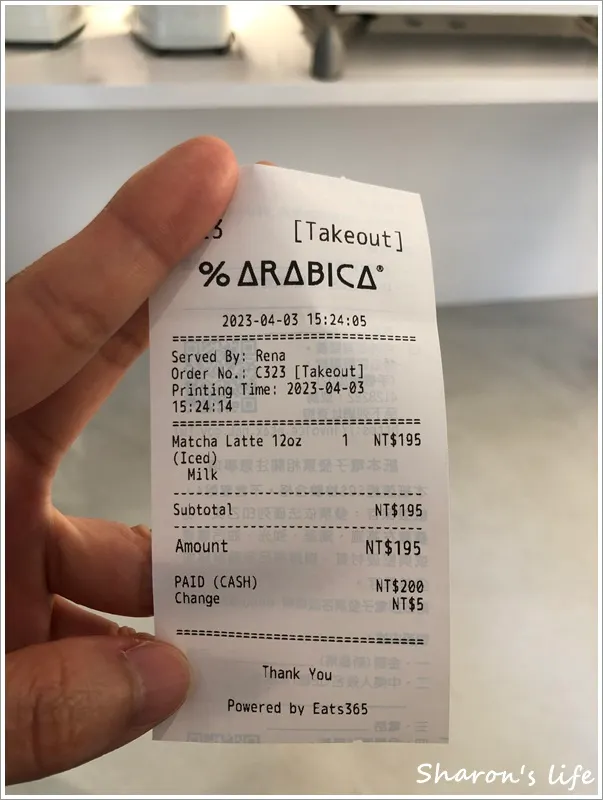 23 [Takeout]
% ARABICA®
2023-04-03 15:24:05
Served By: Rena
Order No.: C323 [Takeout]
Printing Time: 2023-04-03
15:24:14
Matcha Latte 12oz 1 NT$195
(Iced)
Milk
Subtotal NT$195
Amount NT$195
PAID (CASH) NT$200
Change NT$5
Thank You
Powered by Eats365
Sharon's life